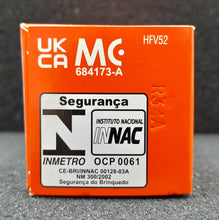 HFV52
UK
CA
MC
684173-A
Segurança
N
INMETRO
INSTITUTO NACIONAL
INNAC
OCP 0061
CE-BRI/INNAC 00128-03A
NM 300/2002
Segurança do Brinquedo